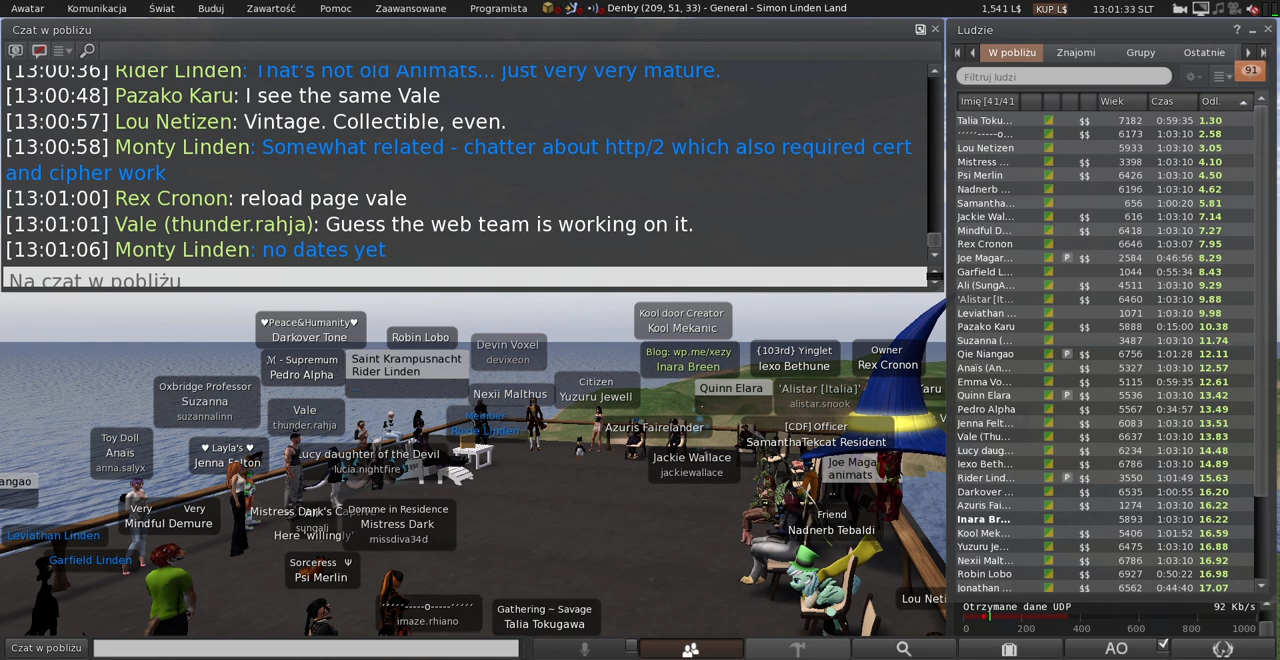 Awatar Komunikacja Świat Buduj Zawartość Pomoc Zaawansowane Programista Denby (209, 51, 33) - General - Simon Linden Land 1,541 L$ KUP L$ 13:01:33 SLT
Czat w pobliżu
[13:00:36] Rider Linden: That's not old Animats... just very very mature.
[13:00:48] Pazako Karu: I see the same Vale
[13:00:57] Lou Netizen: Vintage. Collectible, even.
[13:00:58] Monty Linden: Somewhat related - chatter about http/2 which also required cert
and cipher work
[13:01:00] Rex Cronon: reload page vale
[13:01:01] Vale (thunder.rahja): Guess the web team is working on it.
[13:01:06] Monty Linden: no dates yet
Na czat w pobliżu
♥Peace&Humanity♥
Darkover Tone
Robin Lobo
Kool door Creator
Kool Mekanic
ℳ - Supremum
Pedro Alpha
Saint Krampusnacht
Rider Linden
Devin Voxel
devixeon
Blog: wp.me/xezy
Inara Breen
{103rd} Yinglet
Iexo Bethune
Owner
Rex Cronon
Oxbridge Professor
Suzanna
suzannalinn
Vale
thunder.rahja
Nexii Malthus
Citizen
Yuzuru Jewell
Quinn Elara
.
'Alistar [Italia]'
alistar.snook
Karu
Member
Roxie Linden
Azuris Fairelander
[CDF] Officer
SamanthaTekcat Resident
Toy Doll
Anais
anna.salyx
♥ Layla's ♥
Jenna Felton
Lucy daughter of the Devil
lucia.nightfire
Jackie Wallace
jackiewallace
Joe Maga
animats
angao
Very Very
Mindful Demure
Mistress Dark's
sungali
Here 'willingly'
Domme in Residence
Mistress Dark
missdiva34d
Friend
Nadnerb Tebaldi
Leviathan Linden
Garfield Linden
Sorceress Ψ
Psi Merlin
´´´´´-----o-----´´´´´
imaze.rhiano
Gathering ~ Savage
Talia Tokugawa
Lou Neti
Czat w pobliżu
AO
Ludzie
W pobliżu Znajomi Grupy Ostatnie
Filtruj ludzi
91
Imię [41/41 Wiek Czas Odl.
Talia Toku... $$ 7182 0:59:35 1.30
´´´´´-----o... $$ 6173 1:03:10 2.58
Lou Netizen 5933 1:03:10 3.05
Mistress ... $$ 3398 1:03:10 4.10
Psi Merlin $$ 6426 1:03:10 4.50
Nadnerb ... 6196 1:03:10 4.62
Samantha... 656 1:00:20 5.81
Jackie Wal... $$ 616 1:03:10 7.14
Mindful D... $$ 6418 1:03:10 7.27
Rex Cronon 6646 1:03:07 7.95
Joe Magar... P $$ 2584 0:46:56 8.29
Garfield L... 1044 0:55:34 8.43
Ali (SungA... $$ 4511 1:03:10 9.29
'Alistar [It... $$ 6460 1:03:10 9.88
Leviathan ... 1071 1:03:10 9.98
Pazako Karu $$ 5888 0:15:00 10.38
Suzanna (... 3487 1:03:10 11.74
Qie Niangao P $$ 6756 1:01:28 12.11
Anais (An... $$ 5327 1:03:10 12.57
Emma Vo... $$ 5115 0:59:35 12.61
Quinn Elara P $$ 5536 1:03:10 13.42
Pedro Alpha $$ 5567 0:34:57 13.49
Jenna Felt... $$ 6083 1:03:10 13.51
Vale (Thu... $$ 6637 1:03:10 13.83
Lucy daug... $$ 6234 1:03:10 14.48
Iexo Beth... $$ 6786 1:03:10 14.89
Rider Lind... P $$ 3550 1:01:49 15.63
Darkover ... $$ 6535 1:00:55 16.20
Azuris Fai... $$ 1274 1:03:10 16.22
Inara Br... 5893 1:03:10 16.22
Kool Mek... $$ 5406 1:01:52 16.59
Yuzuru Je... $$ 6475 1:03:10 16.88
Nexii Malt... $$ 6786 1:03:10 16.92
Robin Lobo $$ 6927 0:50:22 16.98
Jonathan ... $$ 6562 0:44:40 17.07
Otrzymane dane UDP 92 Kb/s
0 200 400 600 800 1000